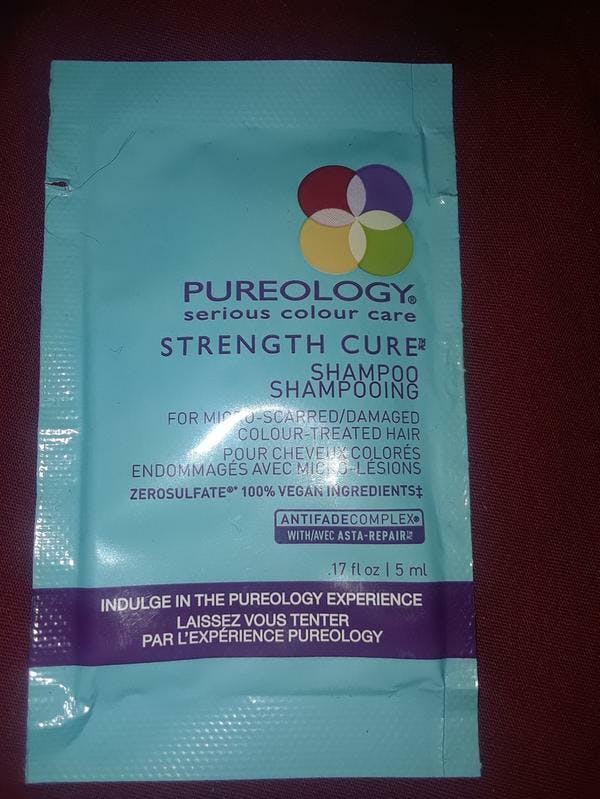 PUREOLOGY®
serious colour care
STRENGTH CURE™
SHAMPOO
SHAMPOOING
FOR MICRO-SCARRED/DAMAGED
COLOUR-TREATED HAIR
POUR CHEVEUX COLORÉS
ENDOMMAGÉS AVEC MICRO-LÉSIONS
ZEROSULFATE®* 100% VEGAN INGREDIENTS‡
ANTIFADECOMPLEX®
WITH/AVEC ASTA-REPAIR™
.17 fl oz | 5 ml
INDULGE IN THE PUREOLOGY EXPERIENCE
LAISSEZ VOUS TENTER
PAR L'EXPÉRIENCE PUREOLOGY